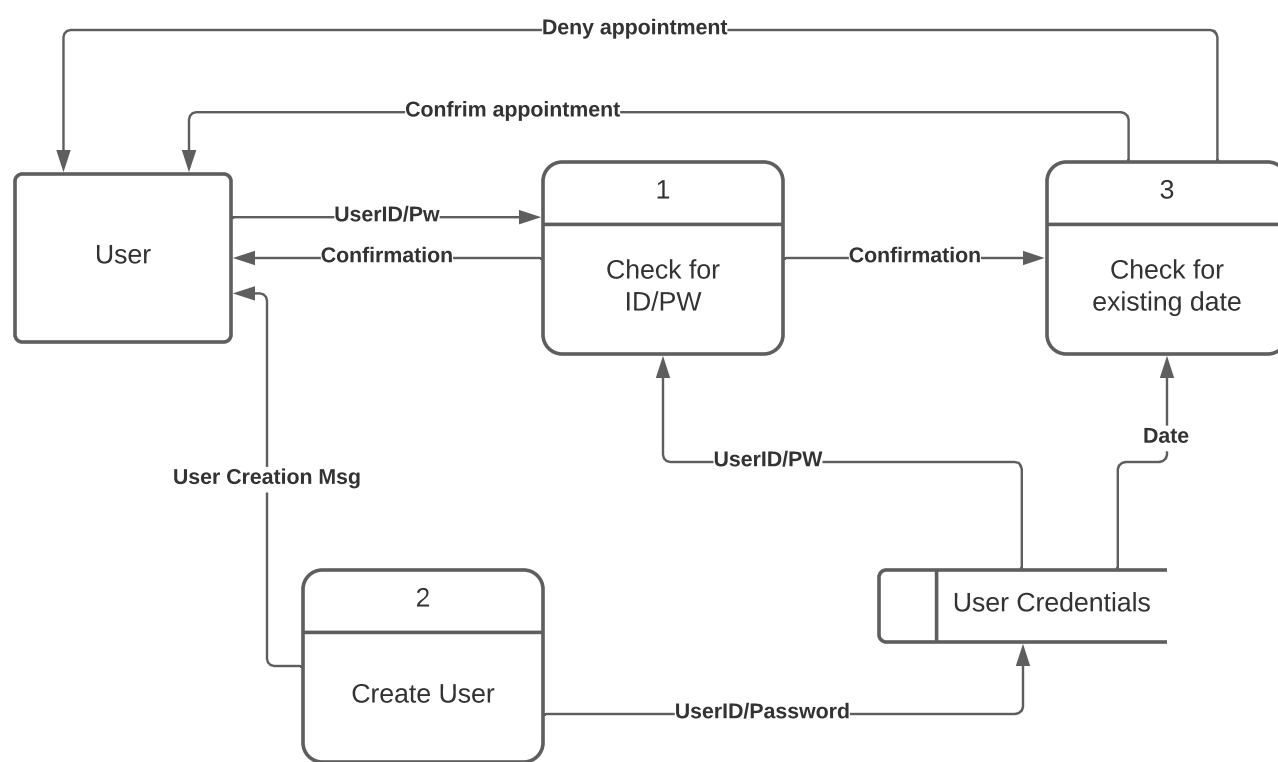 Deny appointment
Confrim appointment
1
3
UserID/Pw
User
Confirmation
Confirmation
Check for
ID/PW
Check for
existing date
Date
UserID/PW
User Creation Msg
2
User Credentials
Create User
UserID/Password